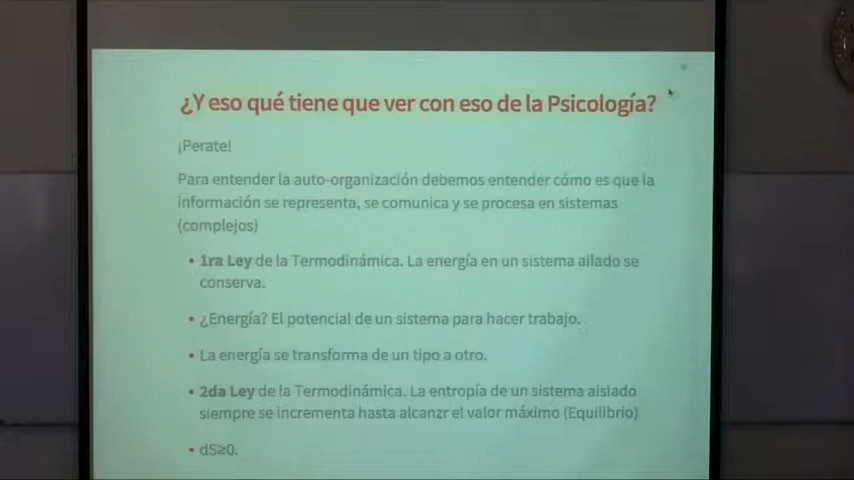 ¿Y eso qué tiene que ver con eso de la Psicología?
¡Perate!
Para entender la auto-organización debemos entender cómo es que la
información se representa, se comunica y se procesa en sistemas
(complejos)
• 1ra Ley de la Termodinámica. La energía en un sistema ailado se
conserva.
• ¿Energía? El potencial de un sistema para hacer trabajo.
• La energía se transforma de un tipo a otro.
• 2da Ley de la Termodinámica. La entropía de un sistema aislado
siempre se incrementa hasta alcanzr el valor máximo (Equilibrio)
• dS≥0.